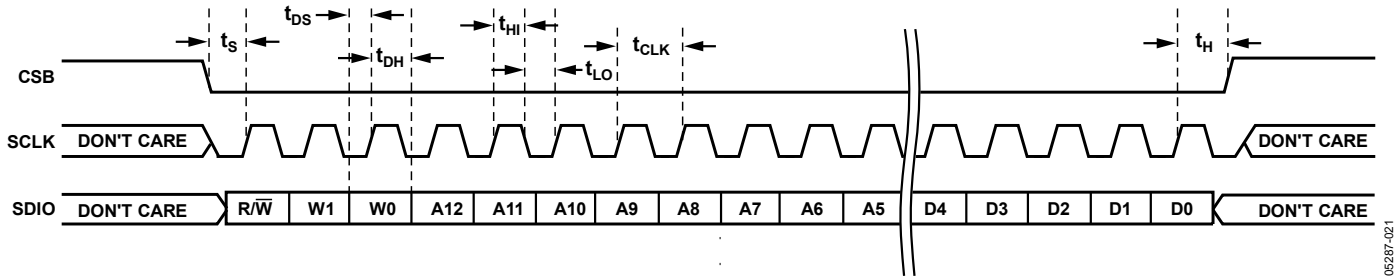 tDS
tHI
tS
tDH
tCLK
tLO
tH
CSB
SCLK DON'T CARE DON'T CARE
SDIO DON'T CARE R/W̅ W1 W0 A12 A11 A10 A9 A8 A7 A6 A5 D4 D3 D2 D1 D0 DON'T CARE
05287-021